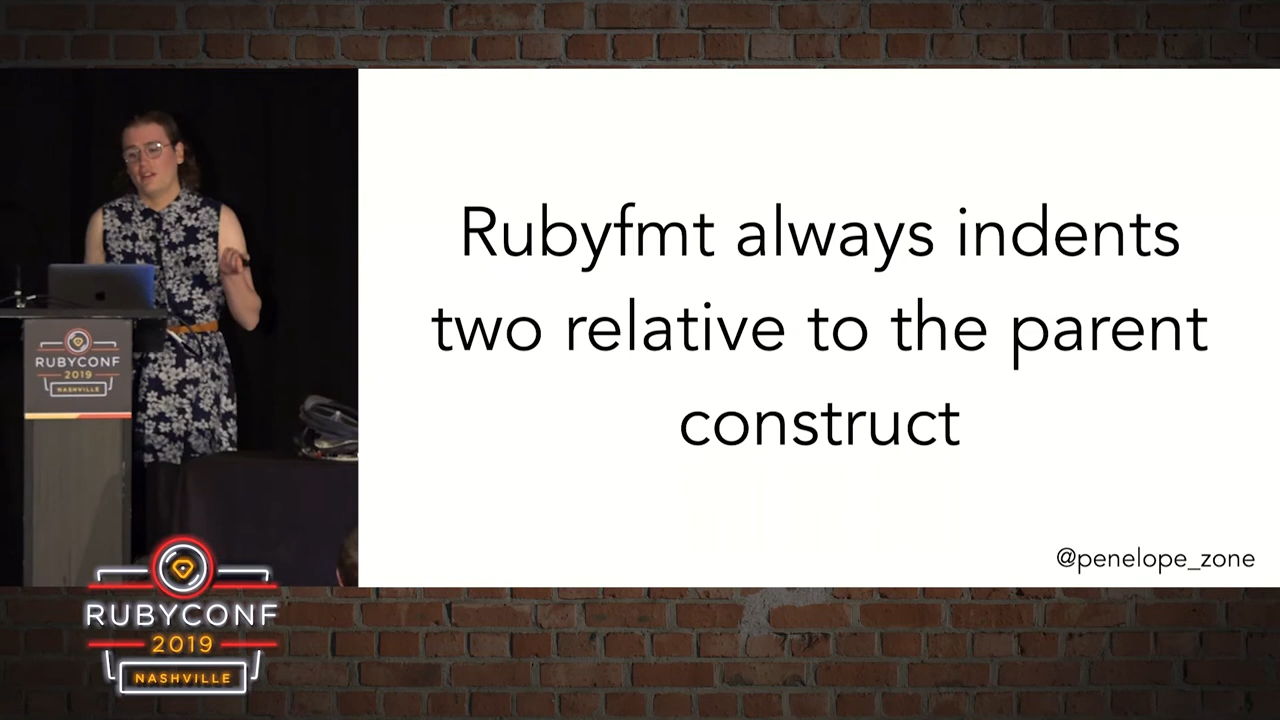 Rubyfmt always indents
two relative to the parent
construct
@penelope_zone
RUBYCONF
2019
NASHVILLE
RUBYCONF
2019
NASHVILLE